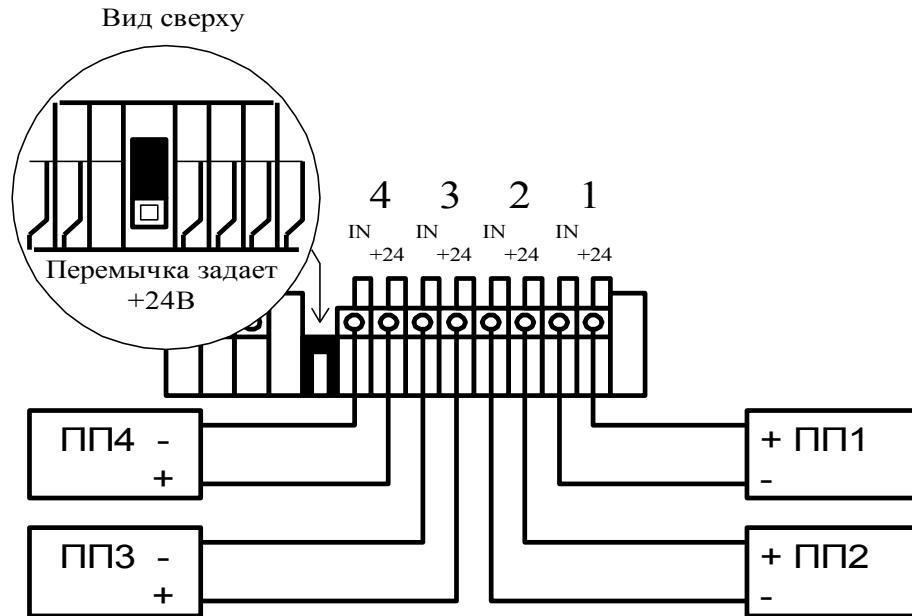 Вид сверху
4 3 2 1
IN IN IN IN
+24 +24 +24 +24
Перемычка задает
+24В
ПП4 -
+
+ ПП1
-
ПП3 -
+
+ ПП2
-